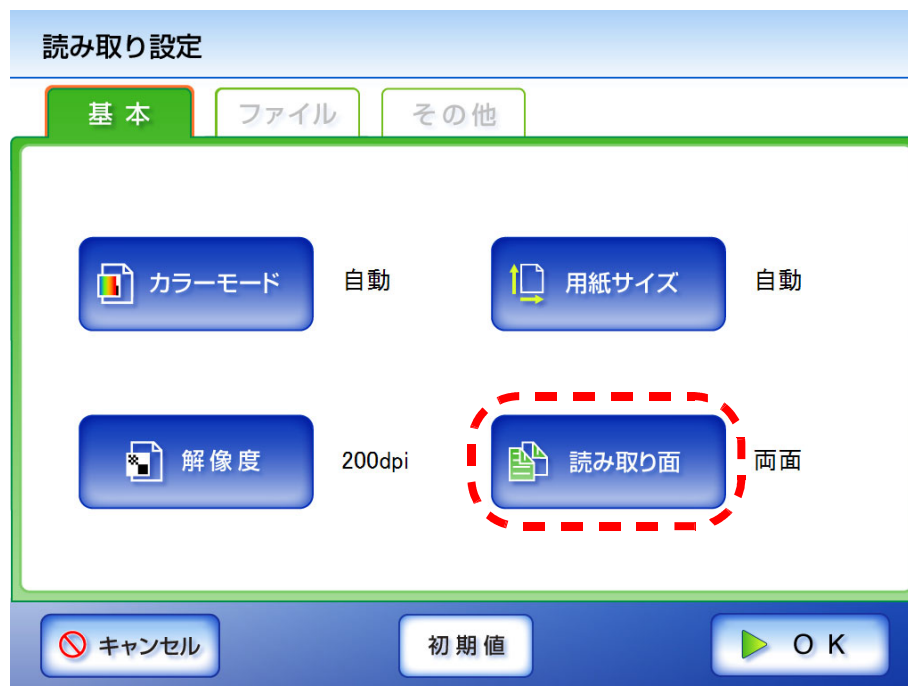 読み取り設定
基本 ファイル その他
カラーモード 自動 用紙サイズ 自動
解像度 200dpi 読み取り面 両面
キャンセル 初期値 OK